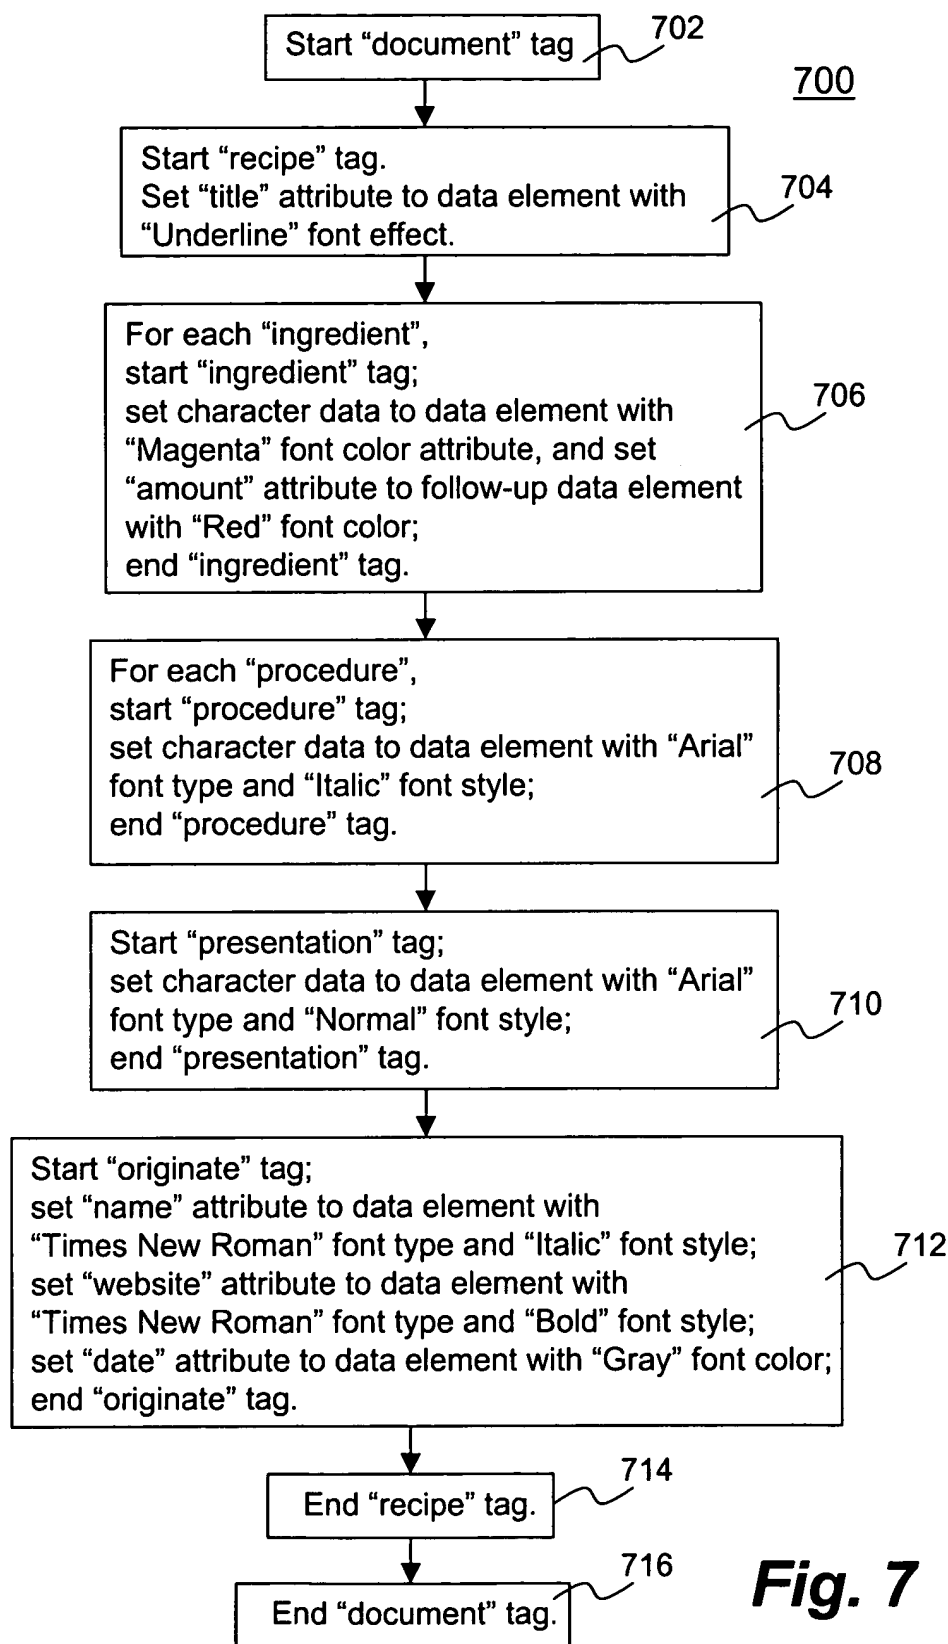 Start “document” tag
702
700
Start “recipe” tag.
Set “title” attribute to data element with
“Underline” font effect.
704
For each “ingredient”,
start “ingredient” tag;
set character data to data element with
“Magenta” font color attribute, and set
“amount” attribute to follow-up data element
with “Red” font color;
end “ingredient” tag.
706
For each “procedure”,
start “procedure” tag;
set character data to data element with “Arial”
font type and “Italic” font style;
end “procedure” tag.
708
Start “presentation” tag;
set character data to data element with “Arial”
font type and “Normal” font style;
end “presentation” tag.
710
Start “originate” tag;
set “name” attribute to data element with
“Times New Roman” font type and “Italic” font style;
set “website” attribute to data element with
“Times New Roman” font type and “Bold” font style;
set “date” attribute to data element with “Gray” font color;
end “originate” tag.
712
End “recipe” tag.
714
End “document” tag.
716
Fig. 7